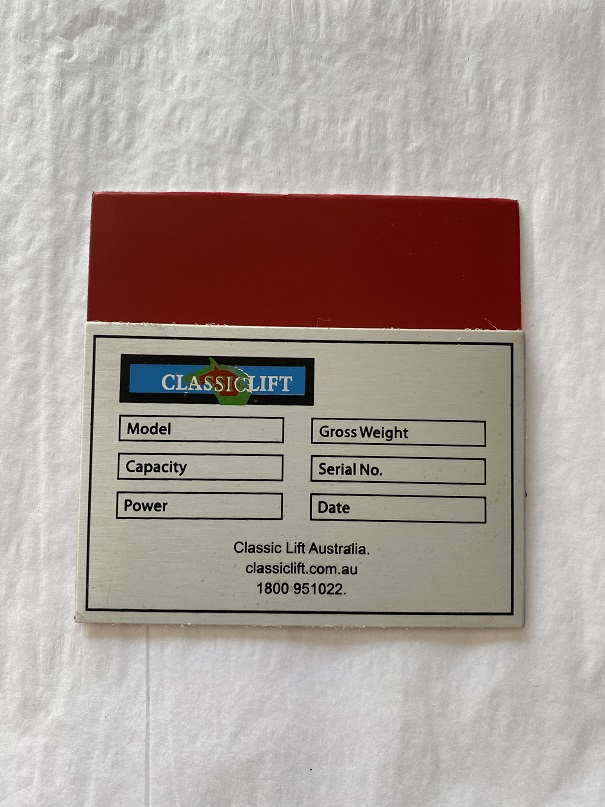 CLASSICLIFT
Model
Gross Weight
Capacity
Serial No.
Power
Date
Classic Lift Australia.
classiclift.com.au
1800 951022.